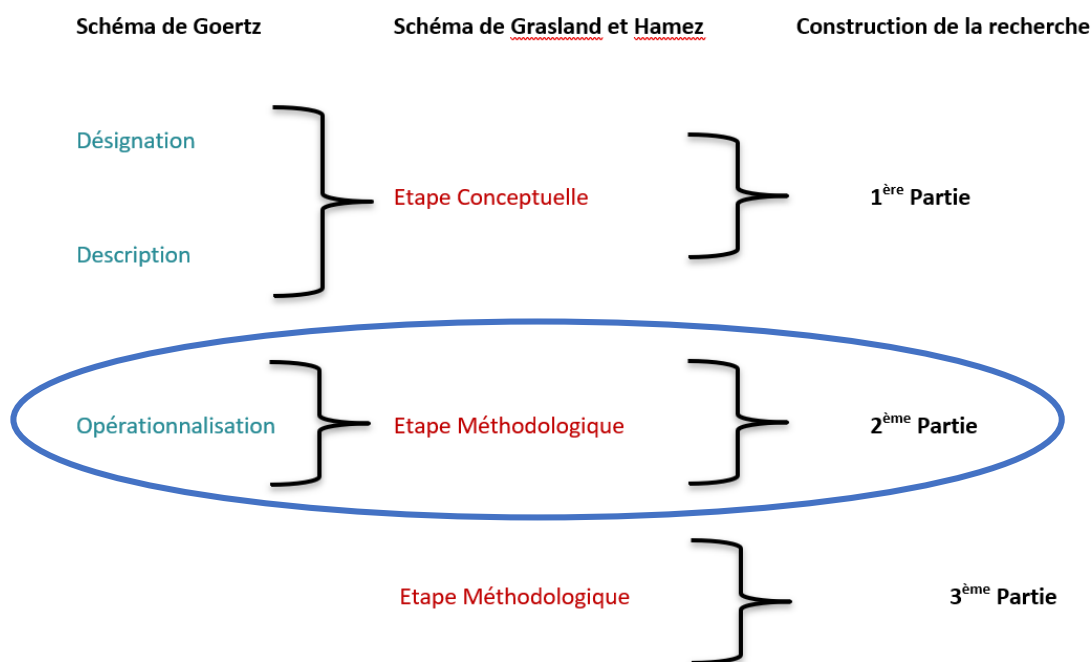 Schéma de Goertz Schéma de Grasland et Hamez Construction de la recherche
Désignation
Etape Conceptuelle 1ère Partie
Description
Opérationnalisation Etape Méthodologique 2ème Partie
Etape Méthodologique 3ème Partie